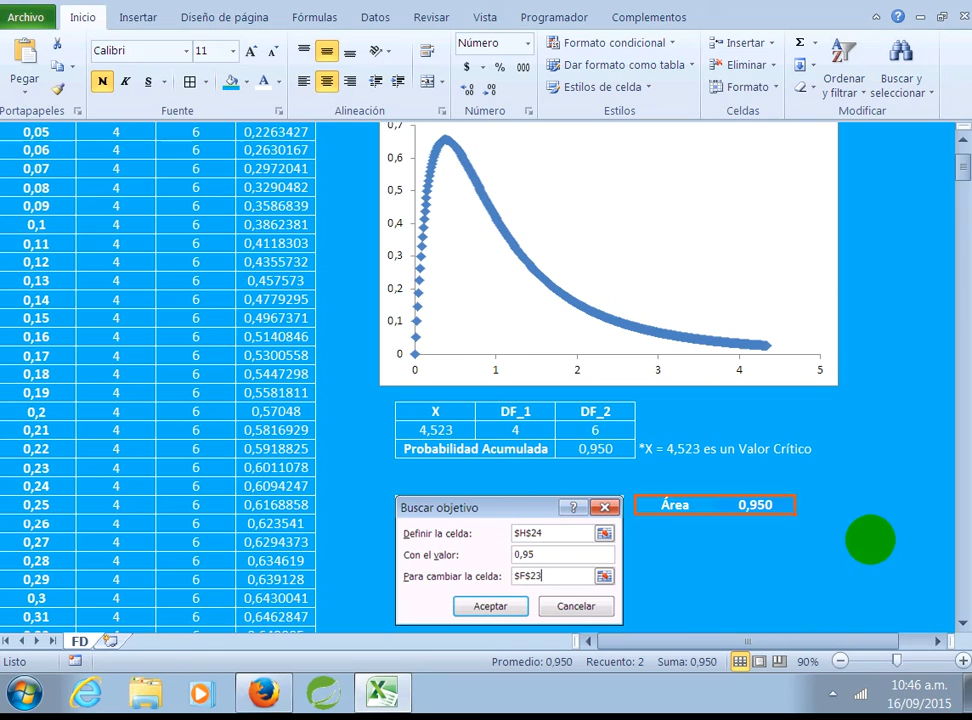 Archivo Inicio Insertar Diseño de página Fórmulas Datos Revisar Vista Programador Complementos
Pegar
Calibri 11
N K S A
Número
$ % 000
Formato condicional
Dar formato como tabla
Estilos de celda
Insertar
Eliminar
Formato
Σ
Ordenar y filtrar
Buscar y seleccionar
Portapapeles Fuente Alineación Número Estilos Celdas Modificar
0,05 4 6 0,2263427
0,06 4 6 0,2630167
0,07 4 6 0,2972041
0,08 4 6 0,3290482
0,09 4 6 0,3586839
0,1 4 6 0,3862381
0,11 4 6 0,4118303
0,12 4 6 0,4355732
0,13 4 6 0,457573
0,14 4 6 0,4779295
0,15 4 6 0,4967371
0,16 4 6 0,5140846
0,17 4 6 0,5300558
0,18 4 6 0,5447298
0,19 4 6 0,5581811
0,2 4 6 0,57048
0,21 4 6 0,5816929
0,22 4 6 0,5918825
0,23 4 6 0,6011078
0,24 4 6 0,6094247
0,25 4 6 0,6168858
0,26 4 6 0,623541
0,27 4 6 0,6294373
0,28 4 6 0,634619
0,29 4 6 0,639128
0,3 4 6 0,6430041
0,31 4 6 0,6462847
0,7
0,6
0,5
0,4
0,3
0,2
0,1
0
0 1 2 3 4 5
X DF_1 DF_2
4,523 4 6
Probabilidad Acumulada 0,950 *X = 4,523 es un Valor Crítico
Buscar objetivo
Definir la celda: $H$24
Con el valor: 0,95
Para cambiar la celda: $F$23
Aceptar Cancelar
Área 0,950
FD
Listo Promedio: 0,950 Recuento: 2 Suma: 0,950 90%
10:46 a.m.
16/09/2015